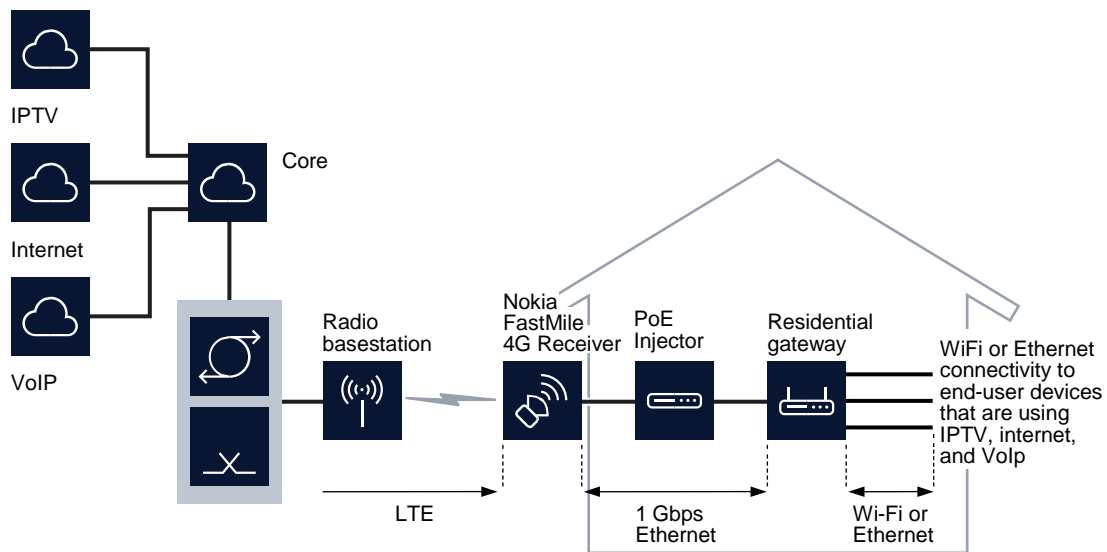 IPTV
Internet
VoIP
Core
Radio
basestation
Nokia
FastMile
4G Receiver
PoE
Injector
Residential
gateway
WiFi or Ethernet
connectivity to
end-user devices
that are using
IPTV, internet,
and VoIp
LTE
1 Gbps
Ethernet
Wi-Fi or
Ethernet